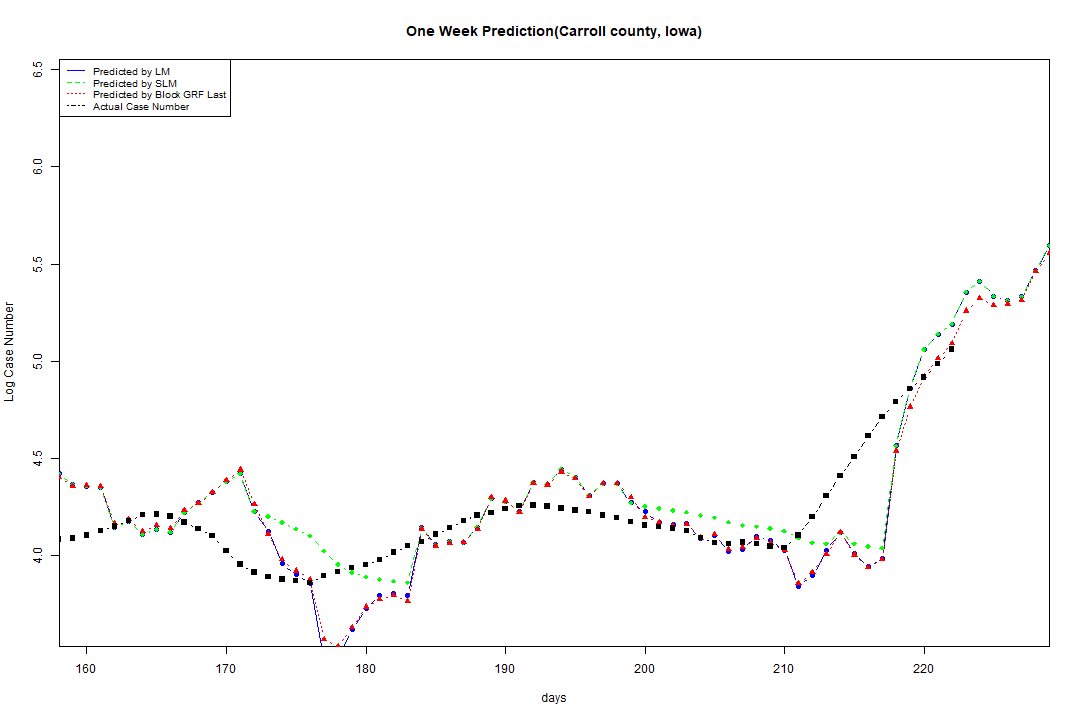 One Week Prediction(Carroll county, Iowa)
Predicted by LM
Predicted by SLM
Predicted by Block GRF Last
Actual Case Number
Log Case Number
6.5
6.0
5.5
5.0
4.5
4.0
160 170 180 190 200 210 220
days